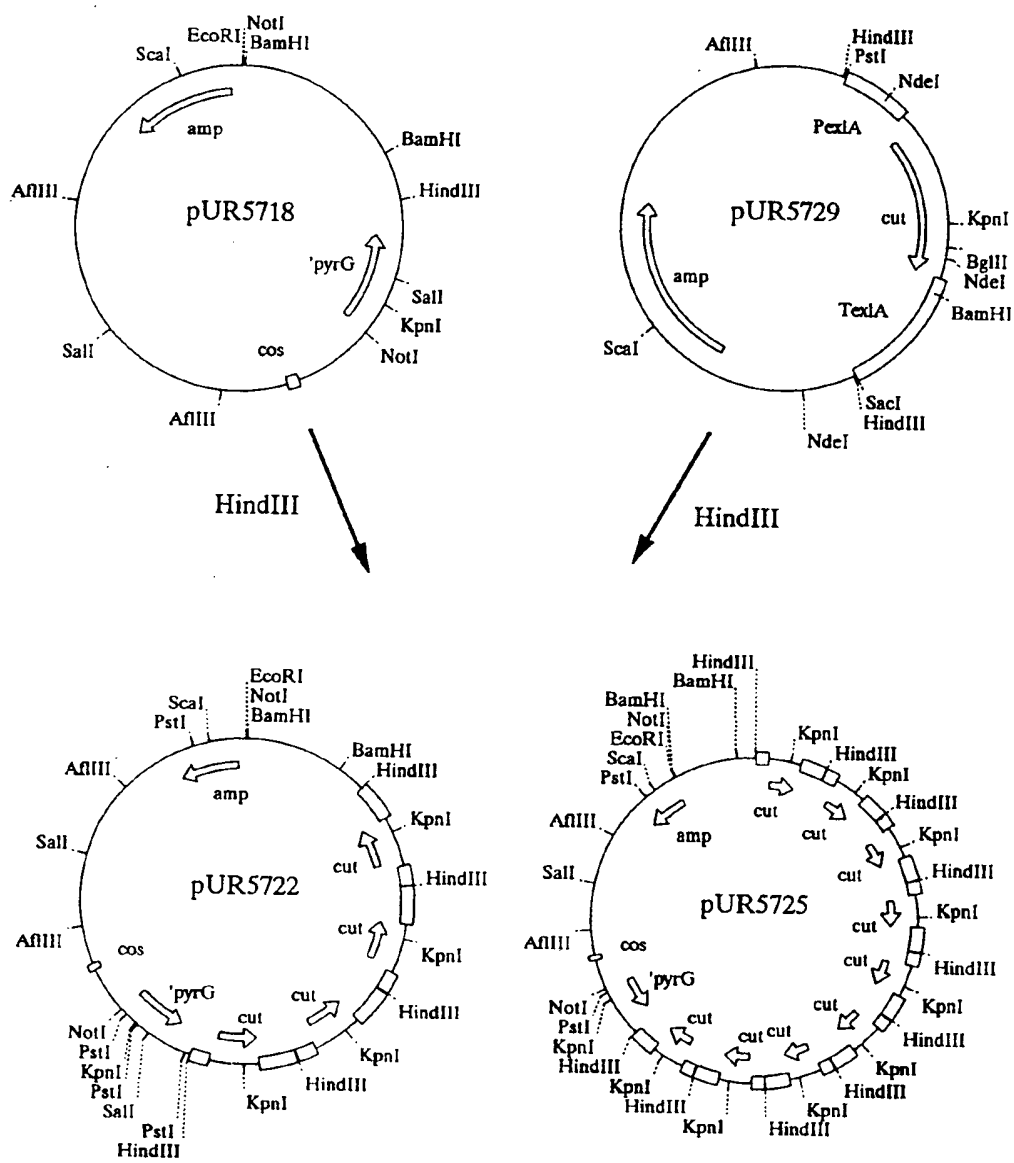 EcoRI
NotI
BamHI
ScaI
amp
BamHI
AflIII
HindIII
pUR5718
'pyrG
SalI
KpnI
NotI
SalI
cos
AflIII
AflIII
HindIII
PstI
NdeI
PexlA
pUR5729
cut
KpnI
BglII
NdeI
BamHI
amp
TexlA
ScaI
SacI
HindIII
NdeI
HindIII
HindIII
EcoRI
NotI
BamHI
ScaI
PstI
BamHI
HindIII
AflIII
amp
KpnI
SalI
cut
pUR5722
HindIII
AflIII
cos
cut
KpnI
'pyrG
cut
cut
HindIII
NotI
PstI
KpnI
PstI
SalI
KpnI
HindIII
KpnI
PstI
HindIII
HindIII
BamHI
BamHI
NotI
EcoRI
ScaI
PstI
KpnI
HindIII
KpnI
AflIII
amp
cut
cut
HindIII
KpnI
SalI
cut
HindIII
pUR5725
KpnI
AflIII
cos
cut
cut
HindIII
'pyrG
cut
cut
cut
cut
KpnI
NotI
PstI
KpnI
HindIII
HindIII
KpnI
KpnI
HindIII
HindIII
KpnI
KpnI
HindIII